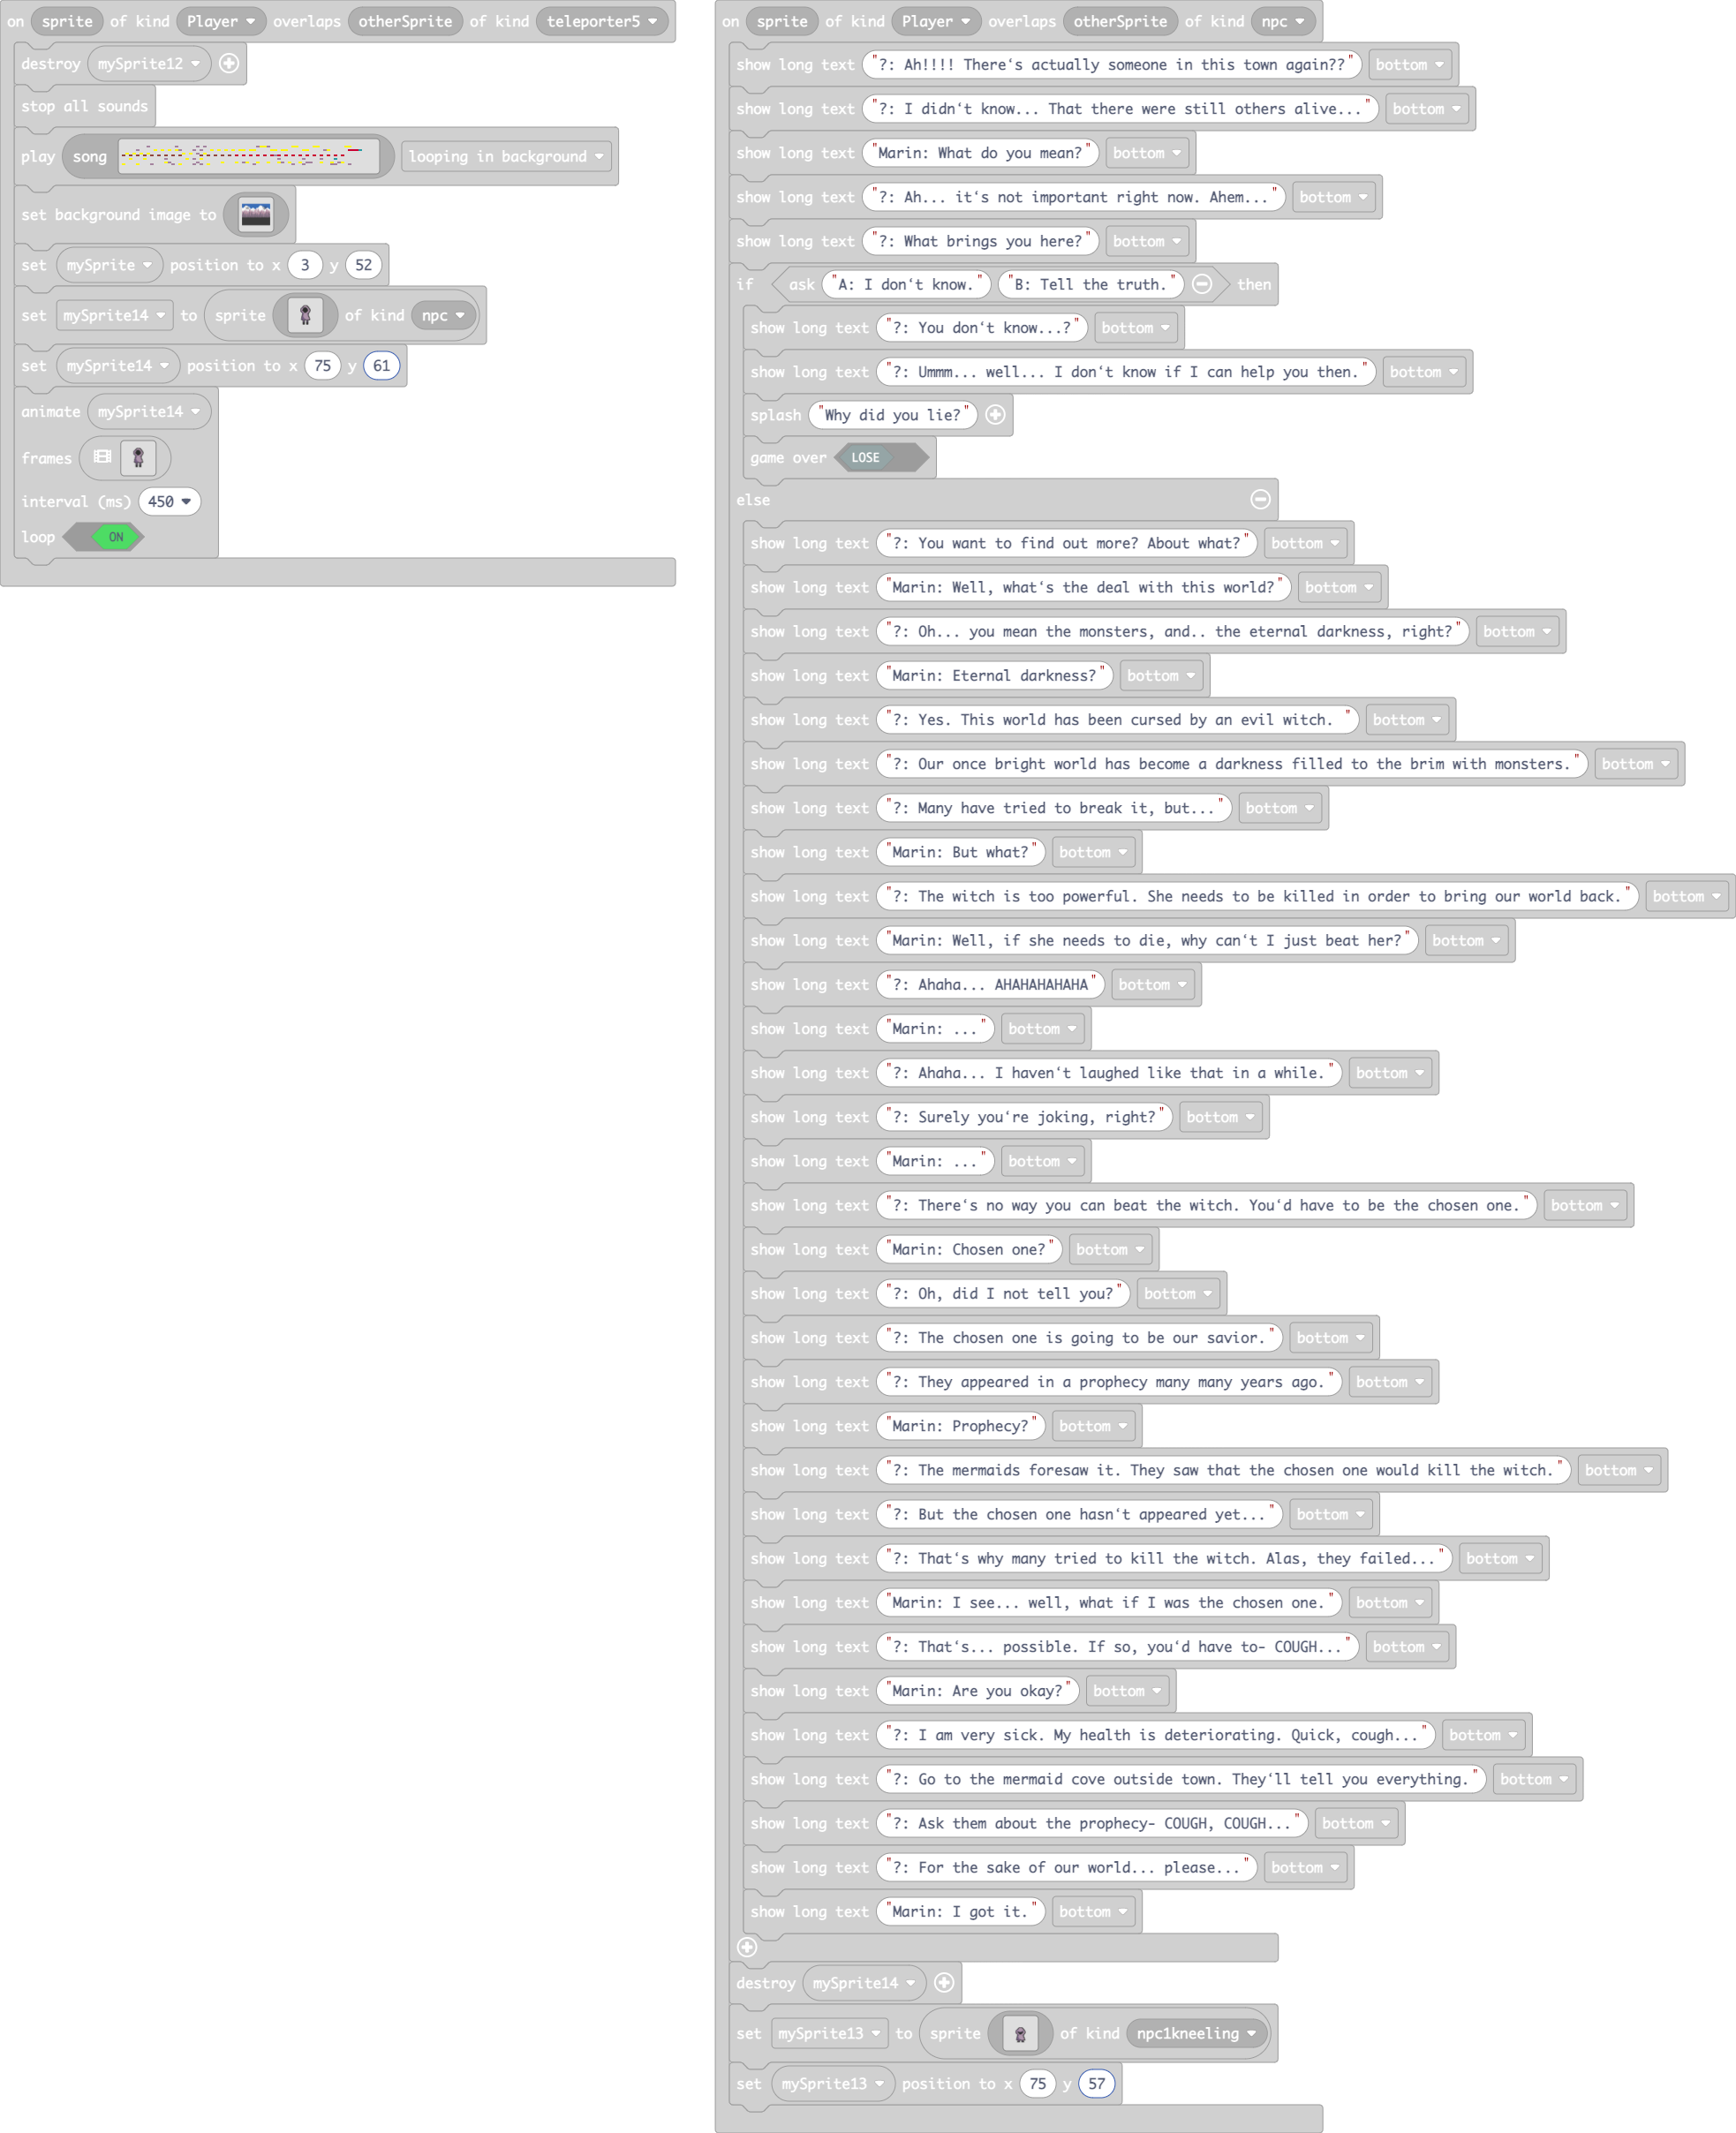 on sprite of kind Player overlaps otherSprite of kind teleporter5
destroy mySprite12
stop all sounds
play song looping in background
set background image to
set mySprite position to x 3 y 52
set mySprite14 to sprite of kind npc
set mySprite14 position to x 75 y 61
animate mySprite14
frames
interval (ms) 450
loop ON
on sprite of kind Player overlaps otherSprite of kind npc
show long text "?: Ah!!!! There's actually someone in this town again??" bottom
show long text "?: I didn't know... That there were still others alive..." bottom
show long text "Marin: What do you mean?" bottom
show long text "?: Ah... it's not important right now. Ahem..." bottom
show long text "?: What brings you here?" bottom
if ask "A: I don't know." "B: Tell the truth." then
show long text "?: You don't know...?" bottom
show long text "?: Ummm... well... I don't know if I can help you then." bottom
splash "Why did you lie?"
game over LOSE
else
show long text "?: You want to find out more? About what?" bottom
show long text "Marin: Well, what's the deal with this world?" bottom
show long text "?: Oh... you mean the monsters, and.. the eternal darkness, right?" bottom
show long text "Marin: Eternal darkness?" bottom
show long text "?: Yes. This world has been cursed by an evil witch. " bottom
show long text "?: Our once bright world has become a darkness filled to the brim with monsters." bottom
show long text "?: Many have tried to break it, but..." bottom
show long text "Marin: But what?" bottom
show long text "?: The witch is too powerful. She needs to be killed in order to bring our world back." bottom
show long text "Marin: Well, if she needs to die, why can't I just beat her?" bottom
show long text "?: Ahaha... AHAHAHAHAHA" bottom
show long text "Marin: ..." bottom
show long text "?: Ahaha... I haven't laughed like that in a while." bottom
show long text "?: Surely you're joking, right?" bottom
show long text "Marin: ..." bottom
show long text "?: There's no way you can beat the witch. You'd have to be the chosen one." bottom
show long text "Marin: Chosen one?" bottom
show long text "?: Oh, did I not tell you?" bottom
show long text "?: The chosen one is going to be our savior." bottom
show long text "?: They appeared in a prophecy many many years ago." bottom
show long text "Marin: Prophecy?" bottom
show long text "?: The mermaids foresaw it. They saw that the chosen one would kill the witch." bottom
show long text "?: But the chosen one hasn't appeared yet..." bottom
show long text "?: That's why many tried to kill the witch. Alas, they failed..." bottom
show long text "Marin: I see... well, what if I was the chosen one." bottom
show long text "?: That's... possible. If so, you'd have to- COUGH..." bottom
show long text "Marin: Are you okay?" bottom
show long text "?: I am very sick. My health is deteriorating. Quick, cough..." bottom
show long text "?: Go to the mermaid cove outside town. They'll tell you everything." bottom
show long text "?: Ask them about the prophecy- COUGH, COUGH..." bottom
show long text "?: For the sake of our world... please..." bottom
show long text "Marin: I got it." bottom
destroy mySprite14
set mySprite13 to sprite of kind npc1kneeling
set mySprite13 position to x 75 y 57